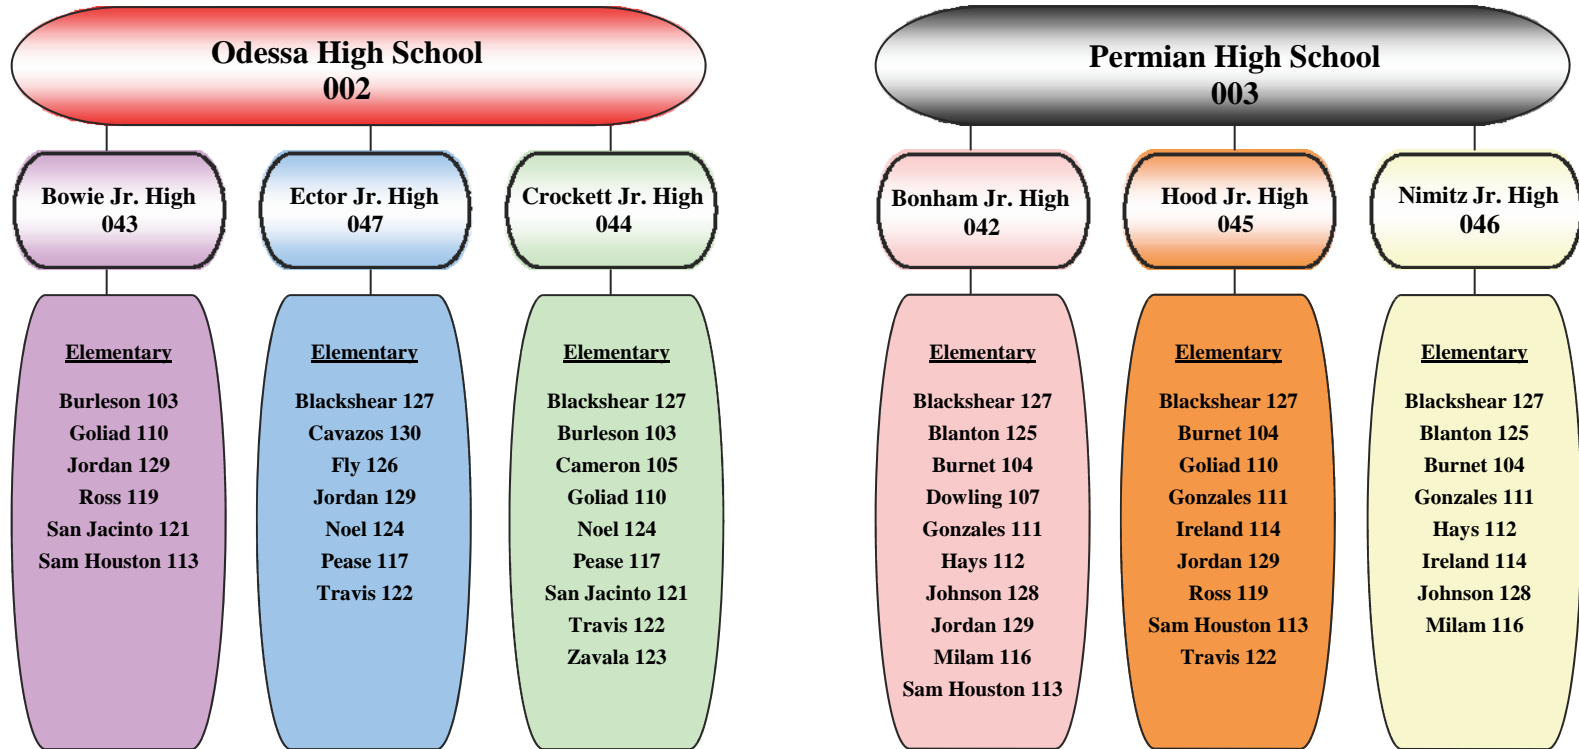 Odessa High School
002
Bowie Jr. High
043
Elementary
Burleson 103
Goliad 110
Jordan 129
Ross 119
San Jacinto 121
Sam Houston 113
Ector Jr. High
047
Elementary
Blackshear 127
Cavazos 130
Fly 126
Jordan 129
Noel 124
Pease 117
Travis 122
Crockett Jr. High
044
Elementary
Blackshear 127
Burleson 103
Cameron 105
Goliad 110
Noel 124
Pease 117
San Jacinto 121
Travis 122
Zavala 123
Permian High School
003
Bonham Jr. High
042
Elementary
Blackshear 127
Blanton 125
Burnet 104
Dowling 107
Gonzales 111
Hays 112
Johnson 128
Jordan 129
Milam 116
Sam Houston 113
Hood Jr. High
045
Elementary
Blackshear 127
Burnet 104
Goliad 110
Gonzales 111
Ireland 114
Jordan 129
Ross 119
Sam Houston 113
Travis 122
Nimitz Jr. High
046
Elementary
Blackshear 127
Blanton 125
Burnet 104
Gonzales 111
Hays 112
Ireland 114
Johnson 128
Milam 116